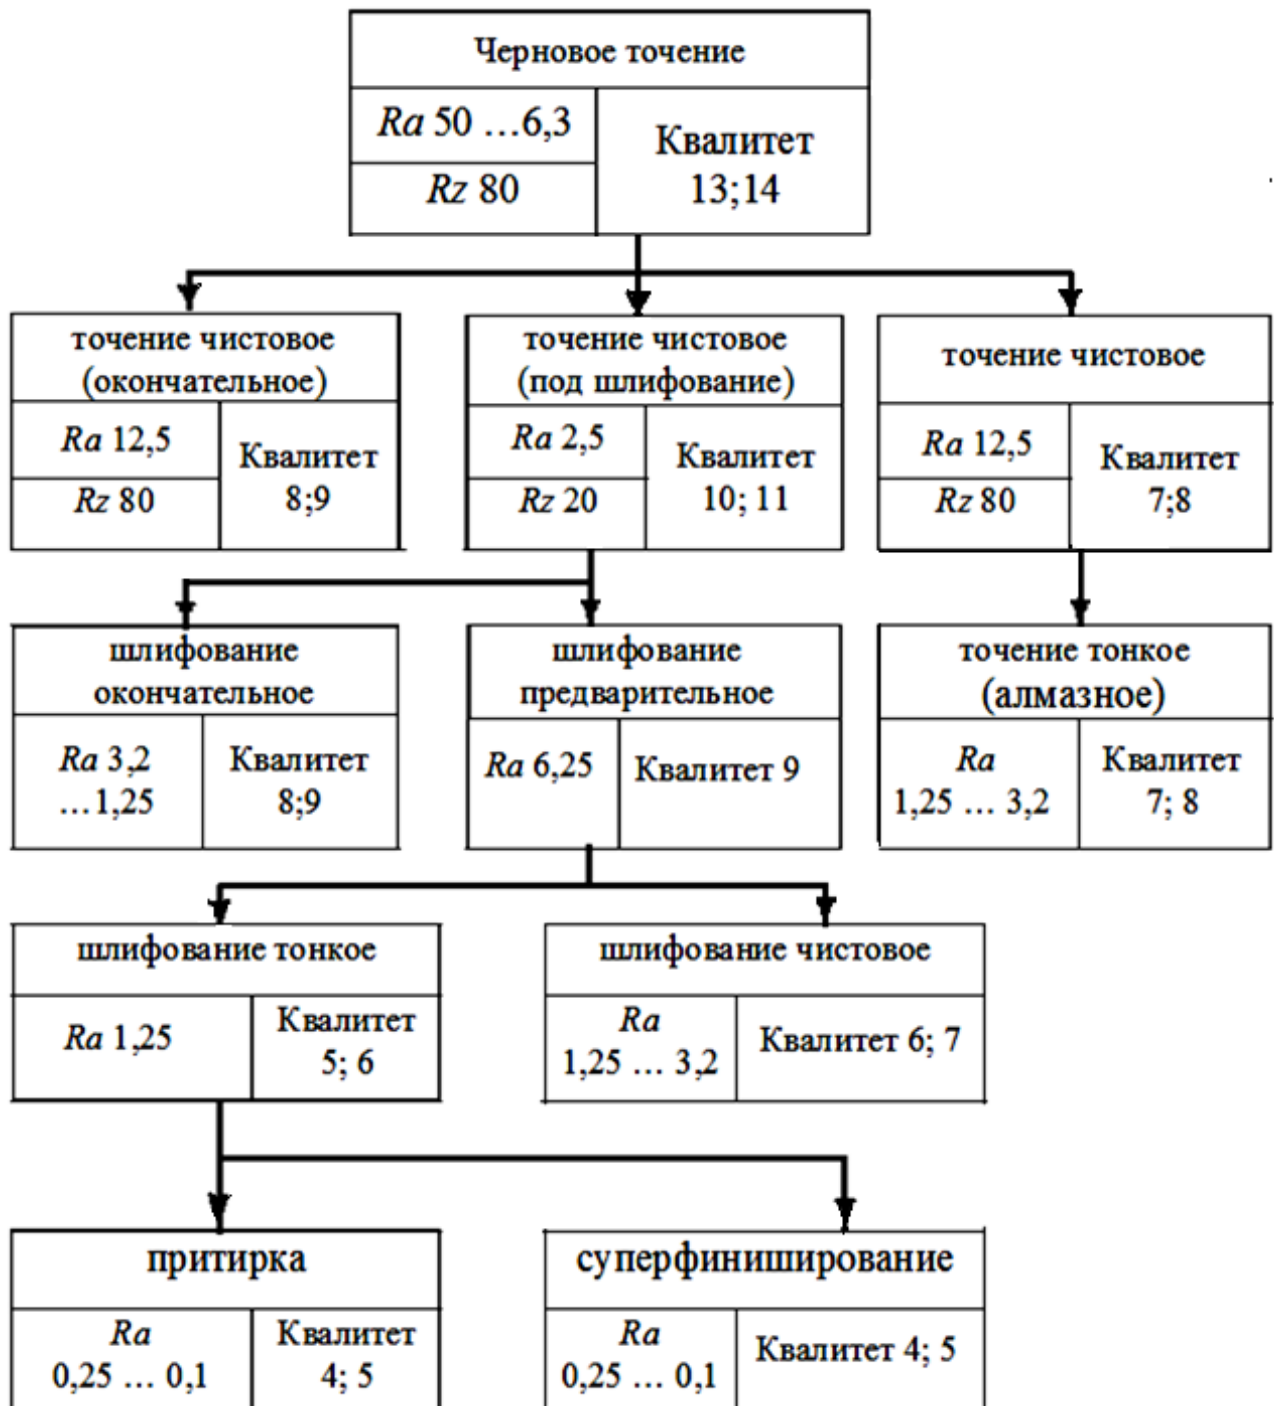 Черновое точение
Ra 50 ...6,3
Rz 80
Квалитет
13;14
точение чистовое
(окончательное)
Ra 12,5
Rz 80
Квалитет
8;9
точение чистовое
(под шлифование)
Ra 2,5
Rz 20
Квалитет
10; 11
точение чистовое
Ra 12,5
Rz 80
Квалитет
7;8
шлифование
окончательное
Ra 3,2
...1,25
Квалитет
8;9
шлифование
предварительное
Ra 6,25
Квалитет 9
точение тонкое
(алмазное)
Ra
1,25 ... 3,2
Квалитет
7; 8
шлифование тонкое
Ra 1,25
Квалитет
5; 6
шлифование чистовое
Ra
1,25 ... 3,2
Квалитет 6; 7
притирка
Ra
0,25 ... 0,1
Квалитет
4; 5
суперфиниширование
Ra
0,25 ... 0,1
Квалитет 4; 5